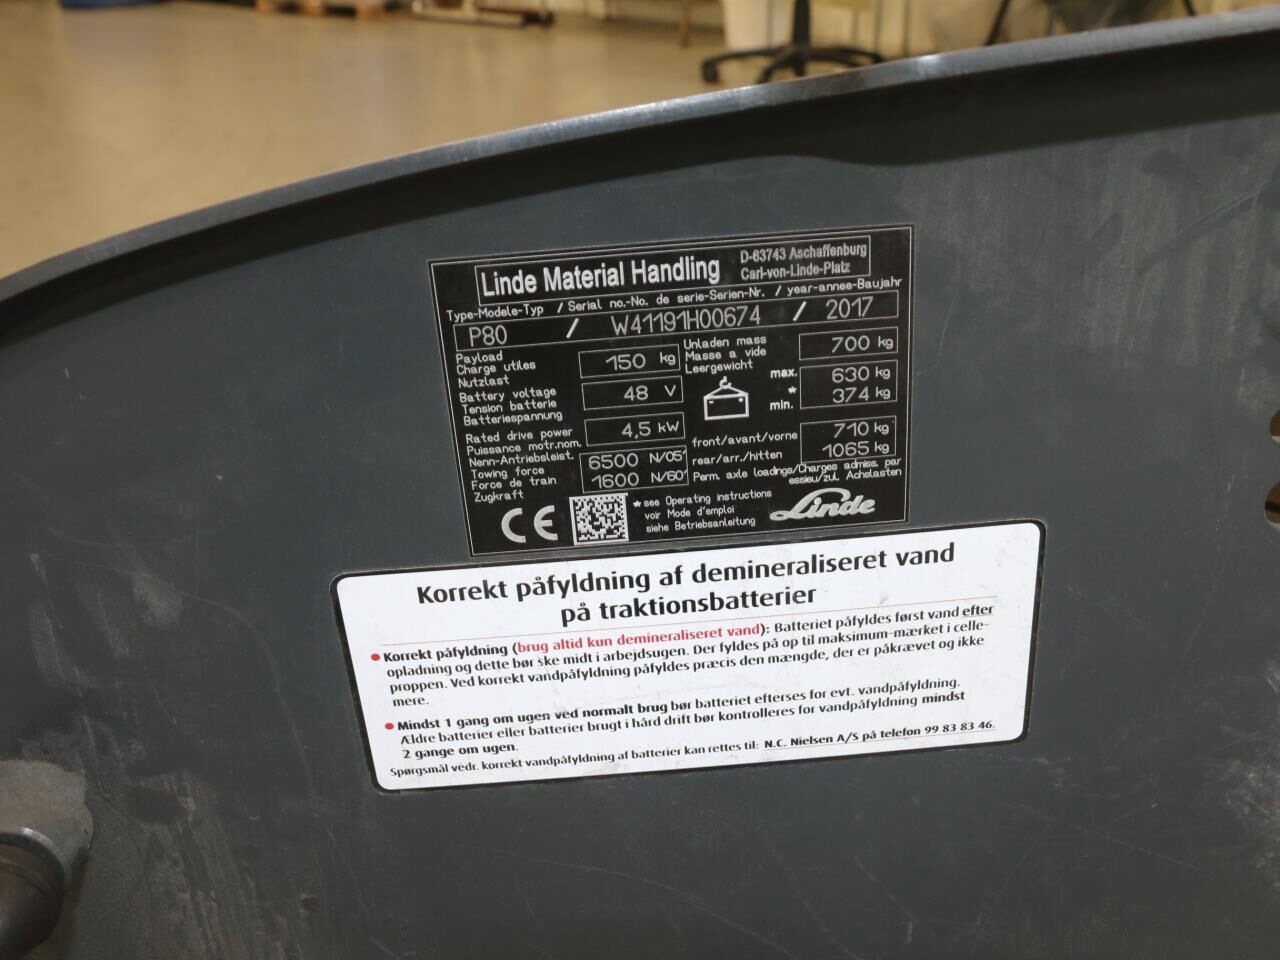 Linde Material Handling
D-63743 Aschaffenburg
Carl-von-Linde-Platz
Type-Modele-Typ / Serial no.-No. de serie-Serien-Nr. / year-annee-Baujahr
P80 / W41191H00674 / 2017
Payload
Charge utiles
Nutzlast
150 kg
Battery voltage
Tension batterie
Batteriespannung
48 V
Rated drive power
Puissance motr.nom.
Nenn-Antriebsleist.
4,5 kW
Towing force
Force de train
Zugkraft
6500 N/05'
1600 N/60'
Unladen mass
Masse a vide
Leergewicht
700 kg
max. 630 kg
*
min. 374 kg
front/avant/vorne 710 kg
rear/arr./hitten 1065 kg
Perm. axle loadings/Charges admiss. par
essieu/zul. Achslasten
CE
* see Operating instructions
voir Mode d'emploi
siehe Betriebsanleitung
Linde
Korrekt påfyldning af demineraliseret vand
på traktionsbatterier
• Korrekt påfyldning (brug altid kun demineraliseret vand): Batteriet påfyldes først vand efter
opladning og dette bør ske midt i arbejdsugen. Der fyldes på op til maksimum-mærket i celle-
proppen. Ved korrekt vandpåfyldning påfyldes præcis den mængde, der er påkrævet og ikke
mere.
• Mindst 1 gang om ugen ved normalt brug bør batteriet efterses for evt. vandpåfyldning.
Ældre batterier eller batterier brugt i hård drift bør kontrolleres for vandpåfyldning mindst
2 gange om ugen.
Spørgsmål vedr. korrekt vandpåfyldning af batterier kan rettes til: N.C. Nielsen A/S på telefon 99 83 83 46.